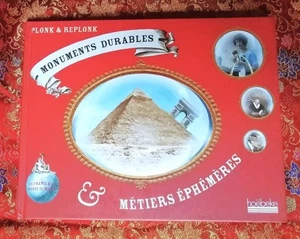 PLONK & REPLONK
MONUMENTS DURABLES
&
MÉTIERS ÉPHÉMÈRES
hoëbeke